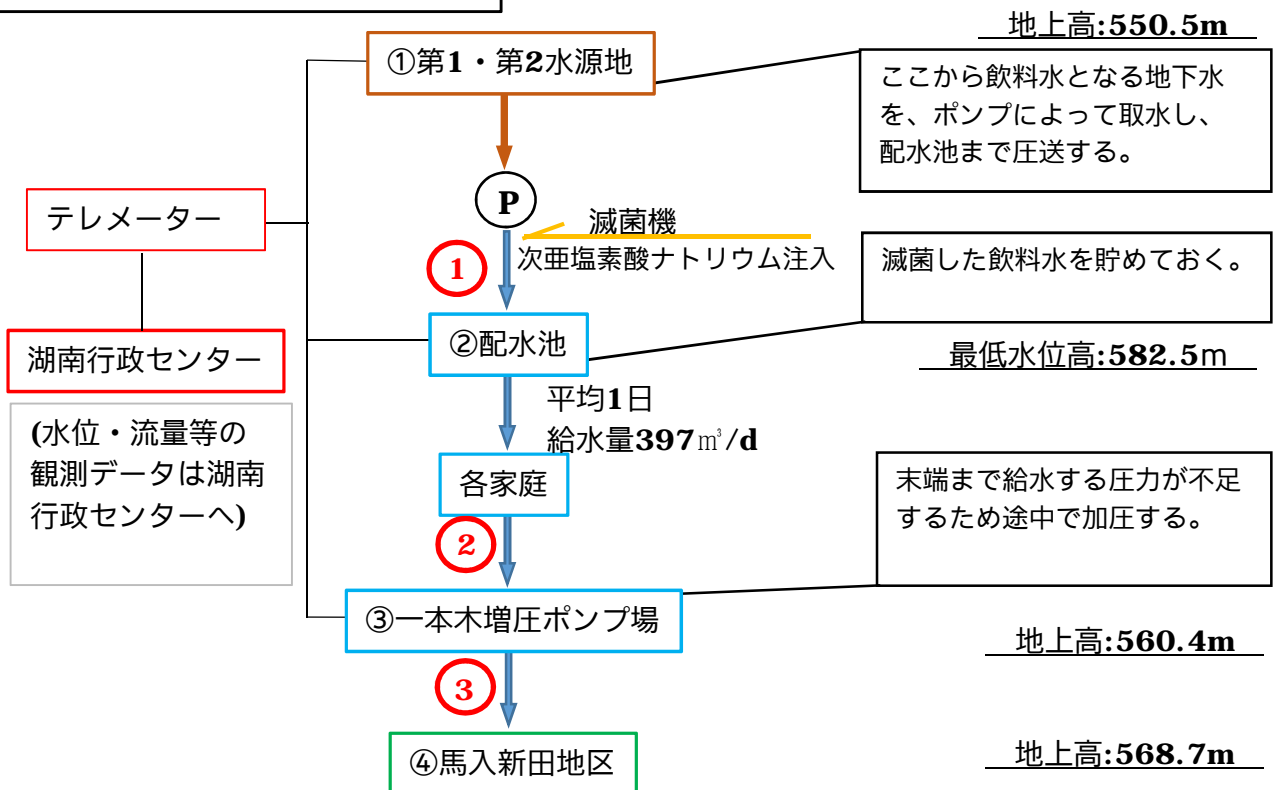 地上高:550.5m
①第1・第2水源地
ここから飲料水となる地下水
を、ポンプによって取水し、
配水池まで圧送する。
P
テレメーター
滅菌機
次亜塩素酸ナトリウム注入
1
滅菌した飲料水を貯めておく。
②配水池
湖南行政センター
最低水位高:582.5m
平均1日
給水量397㎥/d
(水位・流量等の
観測データは湖南
行政センターへ)
各家庭
末端まで給水する圧力が不足
するため途中で加圧する。
2
③一本木増圧ポンプ場
地上高:560.4m
3
④馬入新田地区
地上高:568.7m